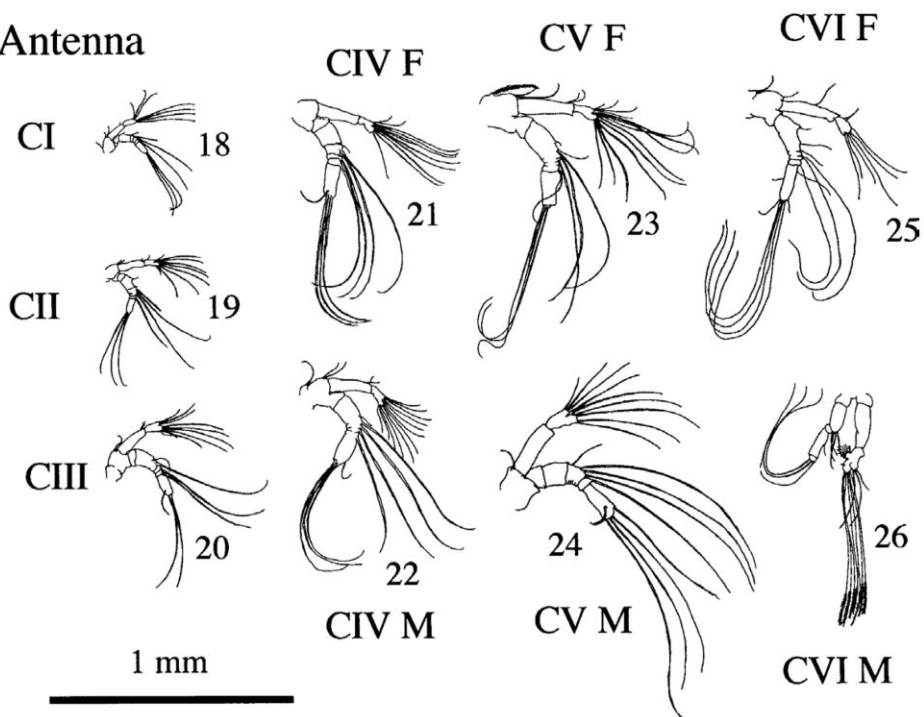 Antenna
CIV F
CV F
CVI F
CI
18
21
23
25
CII
19
CIII
20
22
24
26
CIV M
CV M
CVI M
1 mm